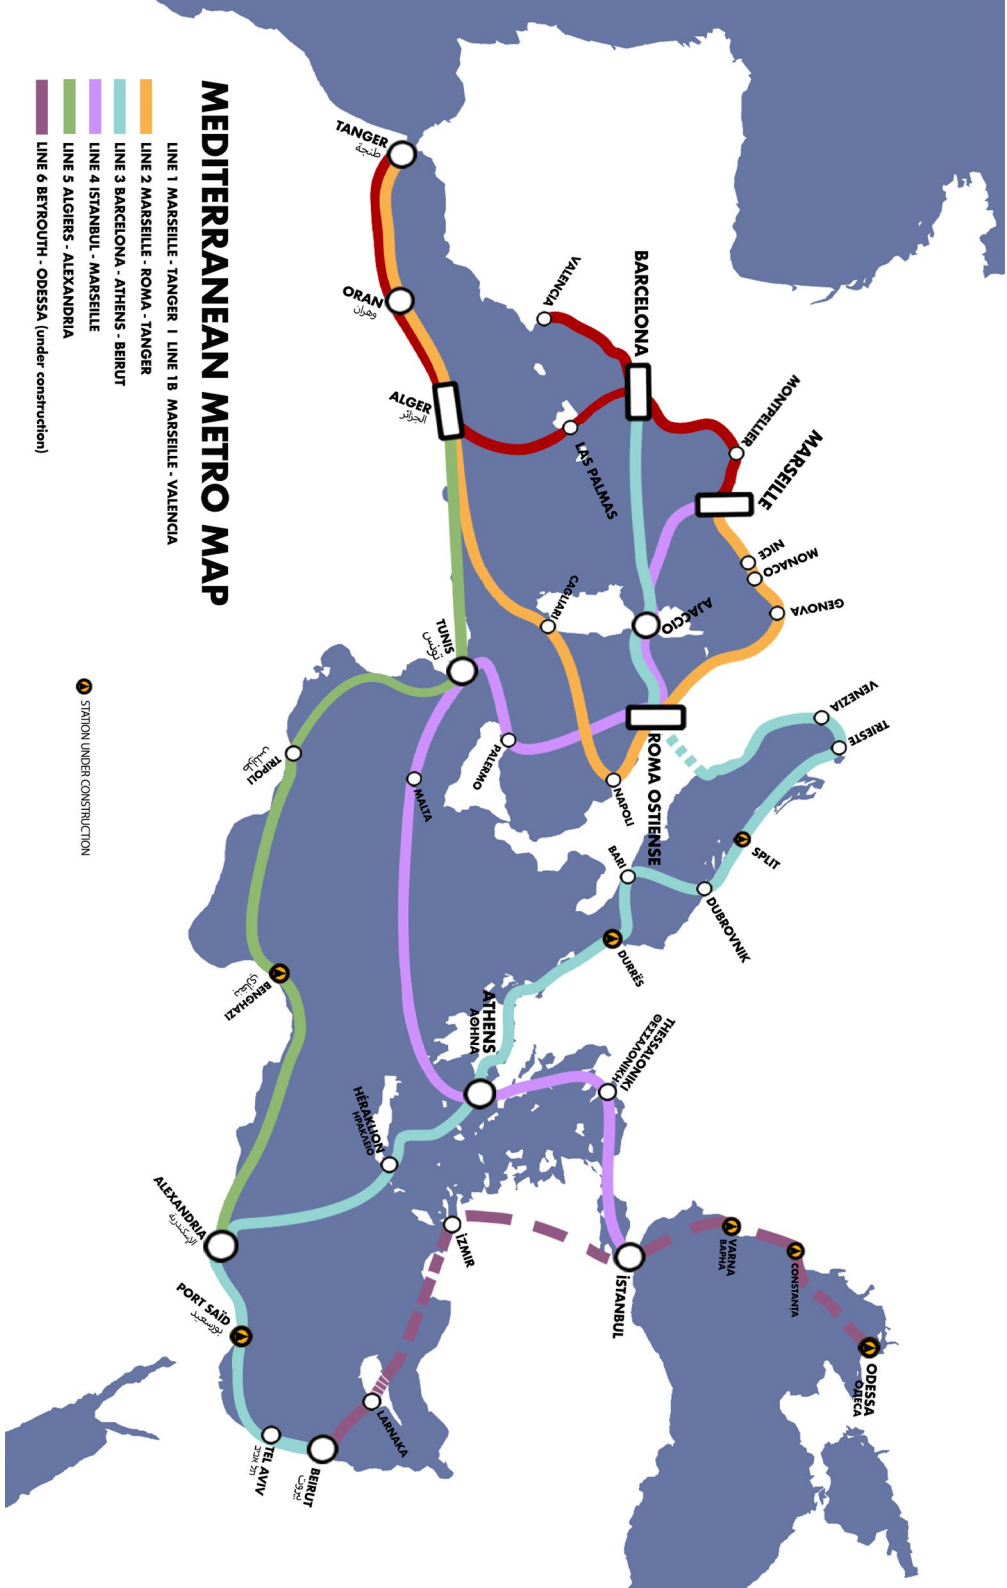 MEDITERRANEAN METRO MAP
LINE 1 MARSEILLE - TANGER I LINE 1B MARSEILLE - VALENCIA
LINE 2 MARSEILLE - ROMA - TANGER
LINE 3 BARCELONA - ATHENS - BEIRUT
LINE 4 ISTANBUL - MARSEILLE
LINE 5 ALGIERS - ALEXANDRIA
LINE 6 BEYROUTH - ODESSA (under construction)
STATION UNDER CONSTRUCTION
TANGER
طنجة
ORAN
وهران
ALGER
الجزائر
VALENCIA
BARCELONA
LAS PALMAS
MONTPELLIER
MARSEILLE
NICE
MONACO
GENOVA
AJACCIO
CAGLIARI
TUNIS
تونس
PALERMO
MALTA
ROMA OSTIENSE
NAPOLI
VENEZIA
TRIESTE
SPLIT
DUBROVNIK
BARI
DURRËS
TRIPOLI
طرابلس
BENGHAZI
بنغازي
ATHENS
ΑΘΗΝΑ
THESSALONIKI
ΘΕΣΣΑΛΟΝΙΚΗ
HÉRAKLION
ΗΡΑΚΛΕΙΟ
ALEXANDRIA
الإسكندرية
PORT SAÏD
بورسعيد
TEL AVIV
תל אביב
BEIRUT
بيروت
LARNAKA
İZMIR
İSTANBUL
VARNA
ВАРНА
CONSTANȚA
ODESSA
ОДЕСА